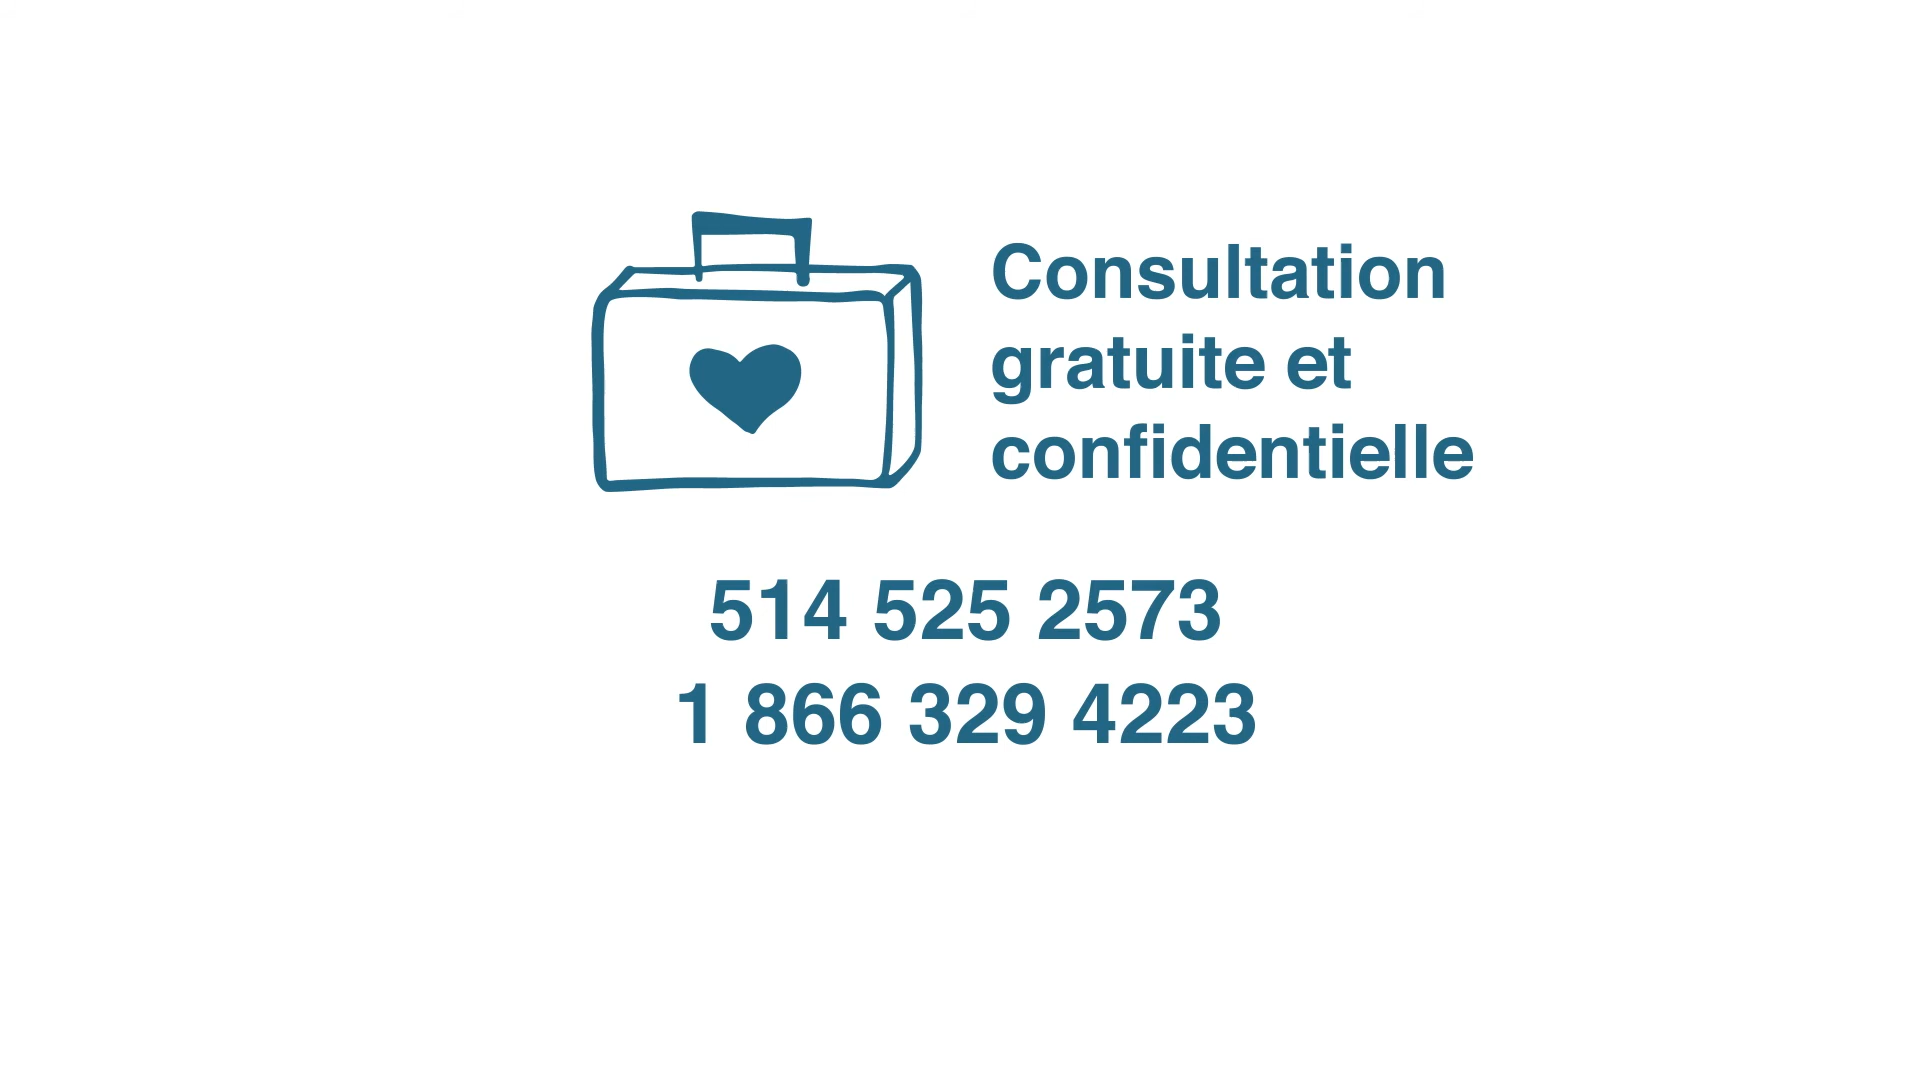 Consultation
gratuite et
confidentielle
514 525 2573
1 866 329 4223